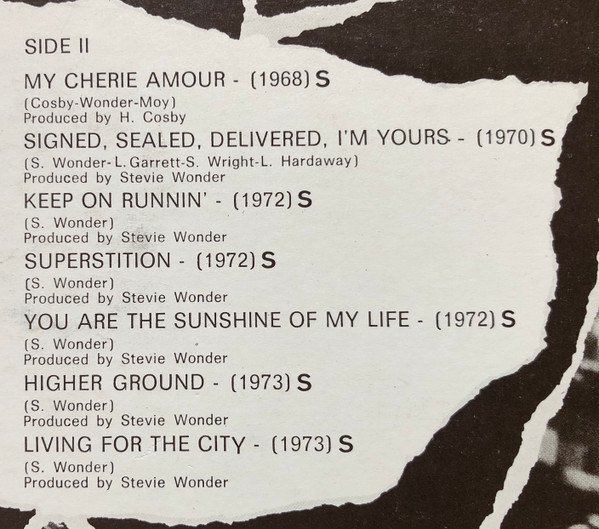 SIDE II
MY CHERIE AMOUR - (1968) S
(Cosby-Wonder-Moy)
Produced by H. Cosby
SIGNED, SEALED, DELIVERED, I'M YOURS - (1970) S
(S. Wonder-L. Garrett-S. Wright-L. Hardaway)
Produced by Stevie Wonder
KEEP ON RUNNIN' - (1972) S
(S. Wonder)
Produced by Stevie Wonder
SUPERSTITION - (1972) S
(S. Wonder)
Produced by Stevie Wonder
YOU ARE THE SUNSHINE OF MY LIFE - (1972) S
(S. Wonder)
Produced by Stevie Wonder
HIGHER GROUND - (1973) S
(S. Wonder)
Produced by Stevie Wonder
LIVING FOR THE CITY - (1973) S
(S. Wonder)
Produced by Stevie Wonder